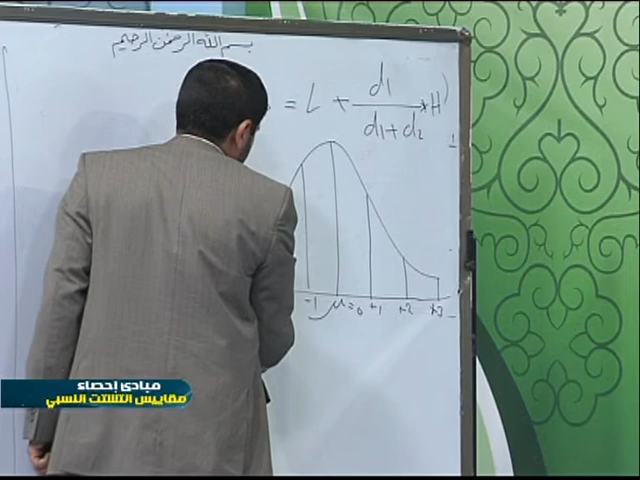 بسم الله الرحمن الرحيم
= L + d1 / d1+d2 * H)
-1 μ=0 +1 +2 +3
مبادئ إحصاء
مقاييس التشتت النسبي